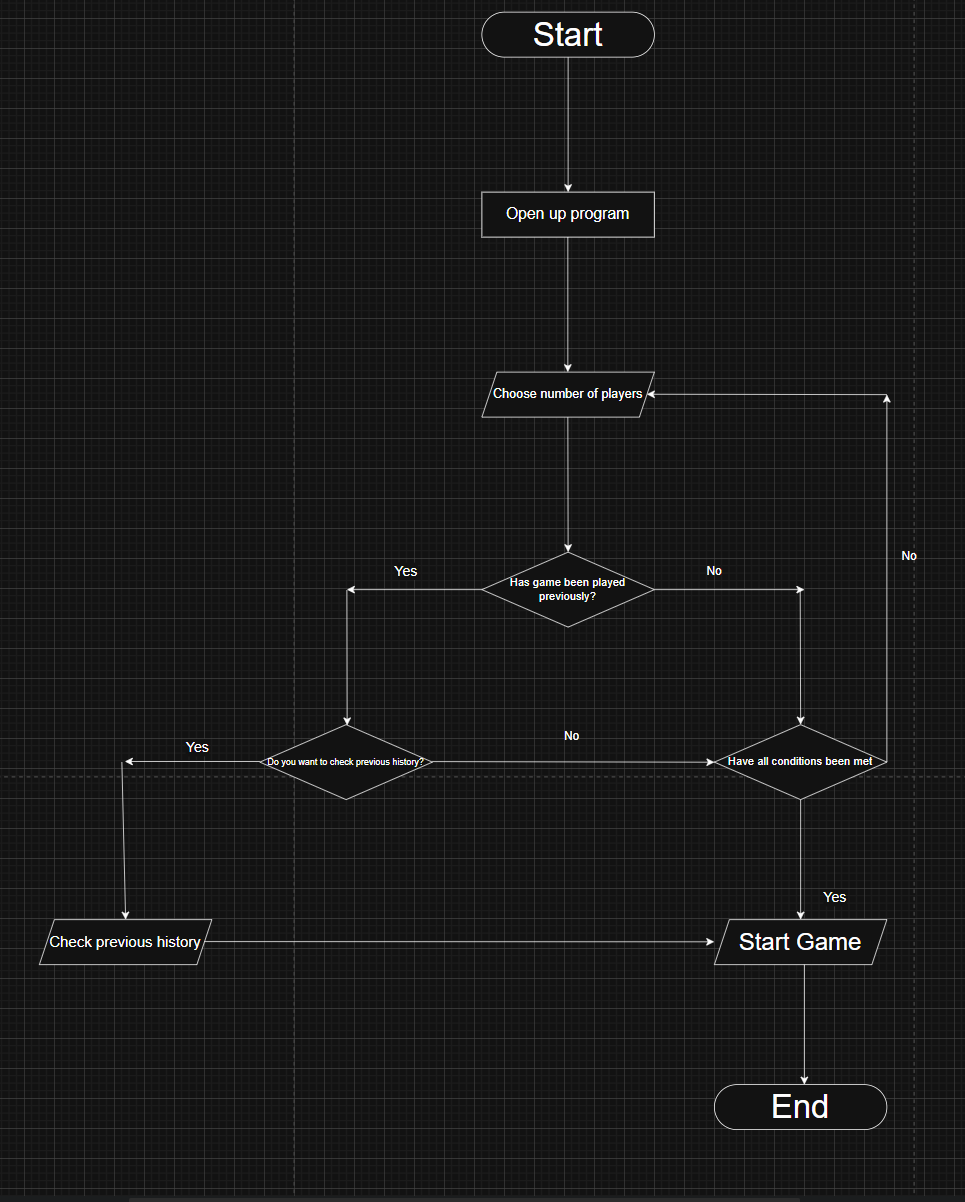 Start
Open up program
Choose number of players
No
Yes
No
Has game been played
previously?
No
Yes
Do you want to check previous history?
Have all conditions been met
Yes
Check previous history
Start Game
End